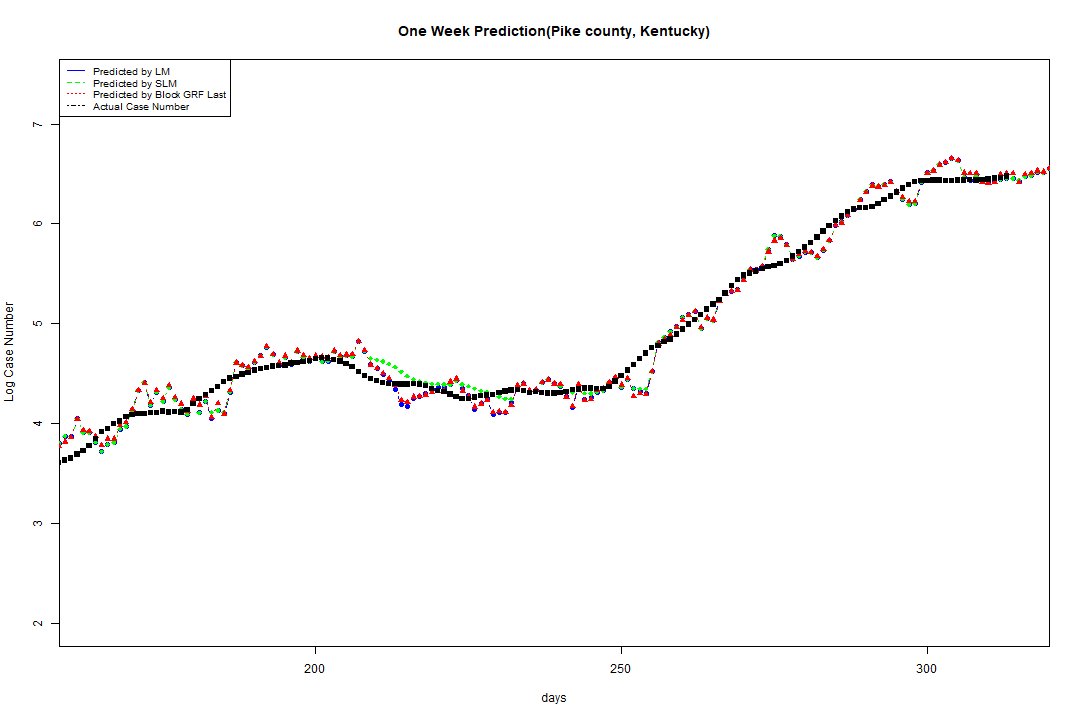 One Week Prediction(Pike county, Kentucky)
Predicted by LM
Predicted by SLM
Predicted by Block GRF Last
Actual Case Number
Log Case Number
7
6
5
4
3
2
200 250 300
days